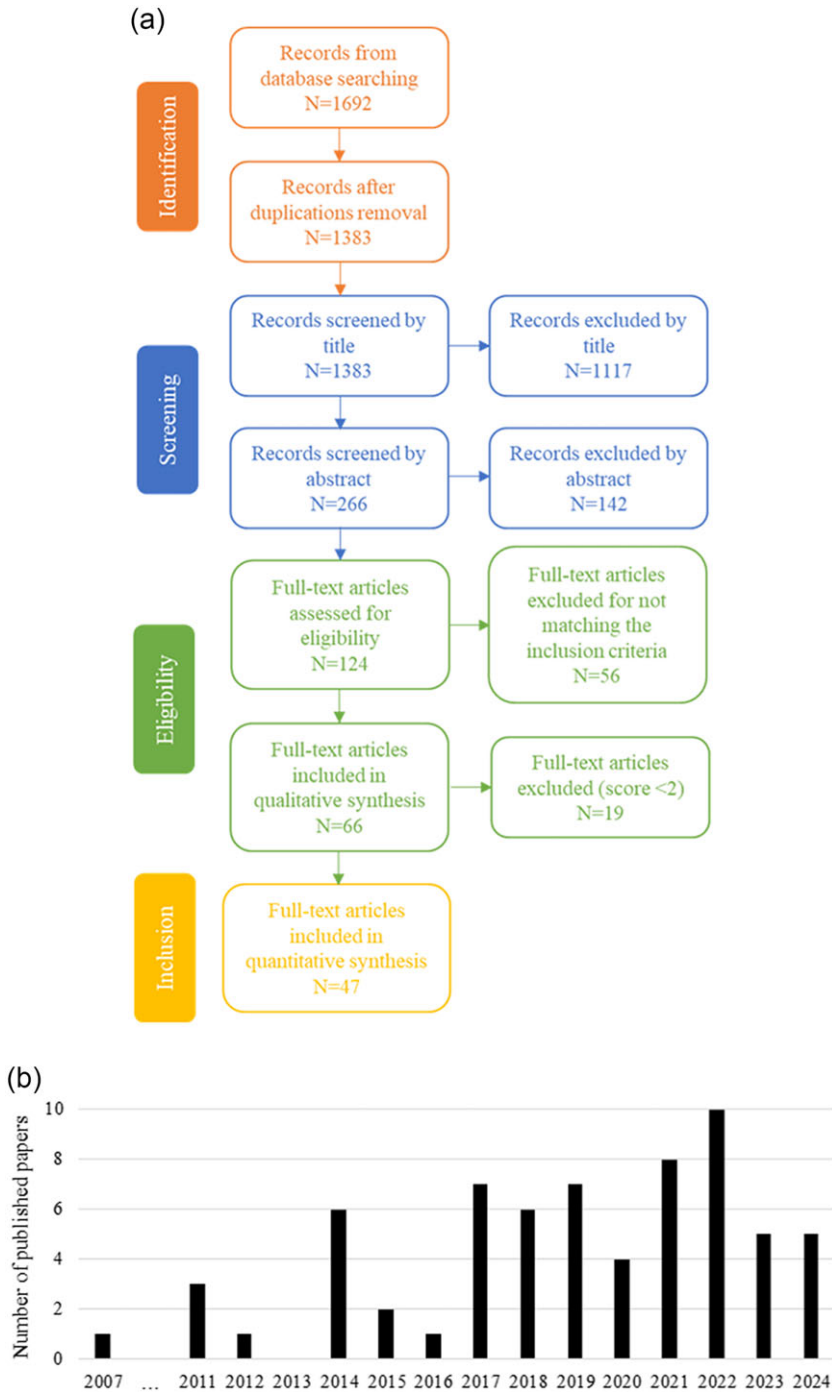 (a)
Identification
Records from
database searching
N=1692
Records after
duplications removal
N=1383
Screening
Records screened by
title
N=1383
Records excluded by
title
N=1117
Records screened by
abstract
N=266
Records excluded by
abstract
N=142
Eligibility
Full-text articles
assessed for
eligibility
N=124
Full-text articles
excluded for not
matching the
inclusion criteria
N=56
Full-text articles
included in
qualitative synthesis
N=66
Full-text articles
excluded (score <2)
N=19
Inclusion
Full-text articles
included in
quantitative synthesis
N=47
(b)
Number of published papers
10
8
6
4
2
0
2007 ... 2011 2012 2013 2014 2015 2016 2017 2018 2019 2020 2021 2022 2023 2024